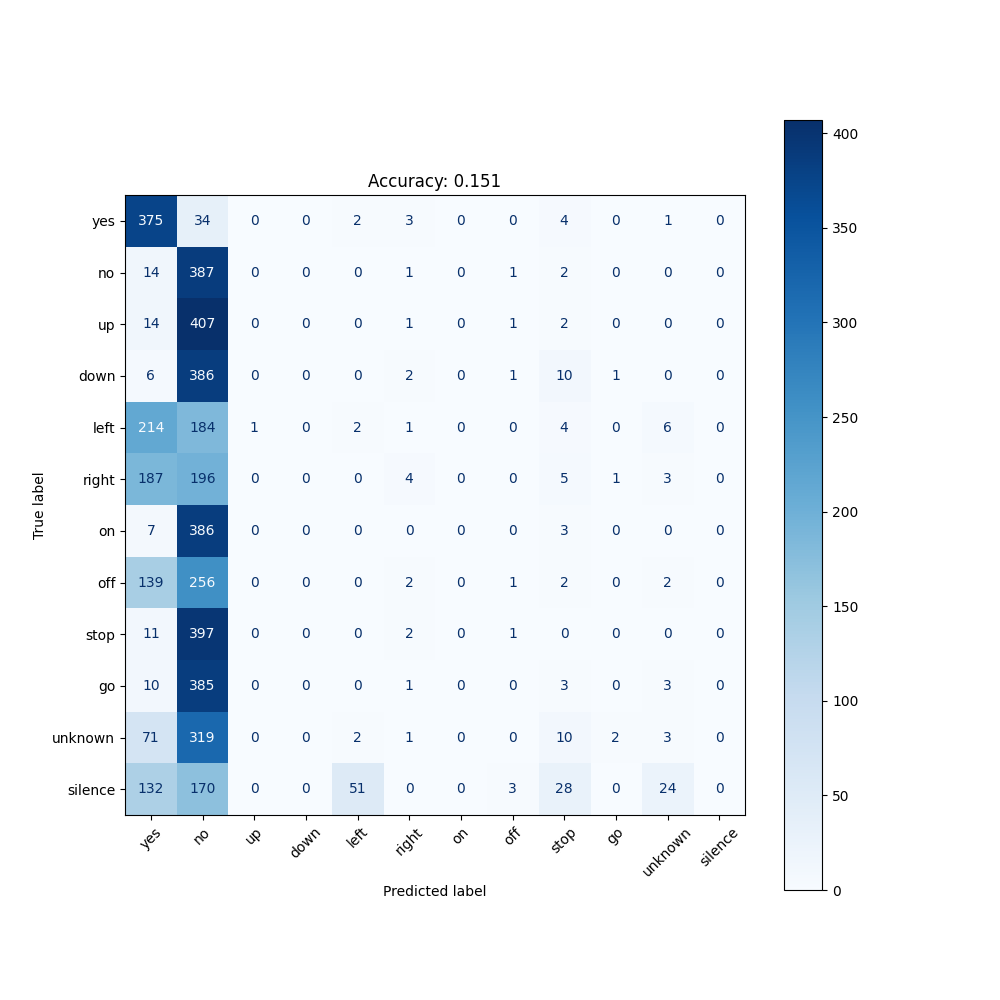 Accuracy: 0.151
yes 375 34 0 0 2 3 0 0 4 0 1 0
no 14 387 0 0 0 1 0 1 2 0 0 0
up 14 407 0 0 0 1 0 1 2 0 0 0
down 6 386 0 0 0 2 0 1 10 1 0 0
left 214 184 1 0 2 1 0 0 4 0 6 0
right 187 196 0 0 0 4 0 0 5 1 3 0
on 7 386 0 0 0 0 0 0 3 0 0 0
off 139 256 0 0 0 2 0 1 2 0 2 0
stop 11 397 0 0 0 2 0 1 0 0 0 0
go 10 385 0 0 0 1 0 0 3 0 3 0
unknown 71 319 0 0 2 1 0 0 10 2 3 0
silence 132 170 0 0 51 0 0 3 28 0 24 0
yes no up down left right on off stop go unknown silence
Predicted label
True label
400
350
300
250
200
150
100
50
0